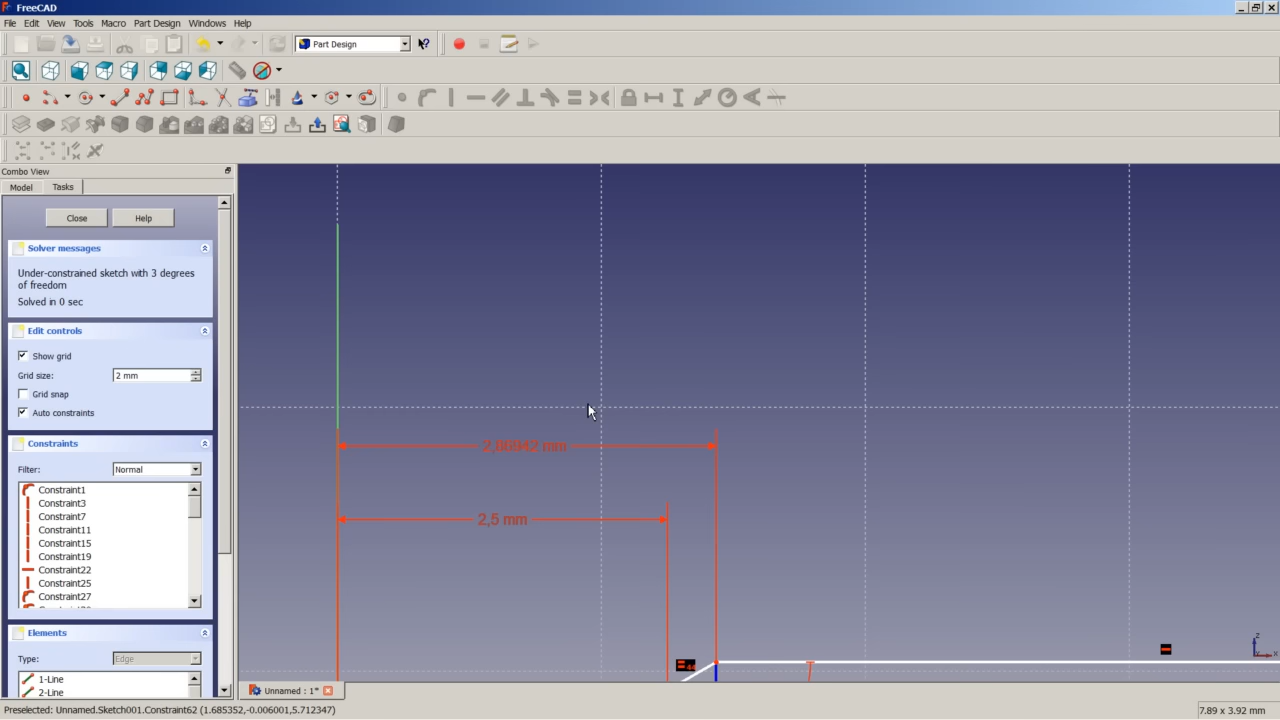 FreeCAD
File Edit View Tools Macro Part Design Windows Help
Part Design
Combo View
Model Tasks
Close Help
Solver messages
Under-constrained sketch with 3 degrees
of freedom
Solved in 0 sec
Edit controls
Show grid
Grid size: 2 mm
Grid snap
Auto constraints
Constraints
Filter: Normal
Constraint1
Constraint3
Constraint7
Constraint11
Constraint15
Constraint19
Constraint22
Constraint25
Constraint27
Elements
Type: Edge
1-Line
2-Line
mm
2,5 mm
44
z
x
Unnamed : 1*
Preselected: Unnamed.Sketch001.Constraint62 (1.685352,-0.006001,5.712347)
7.89 x 3.92 mm